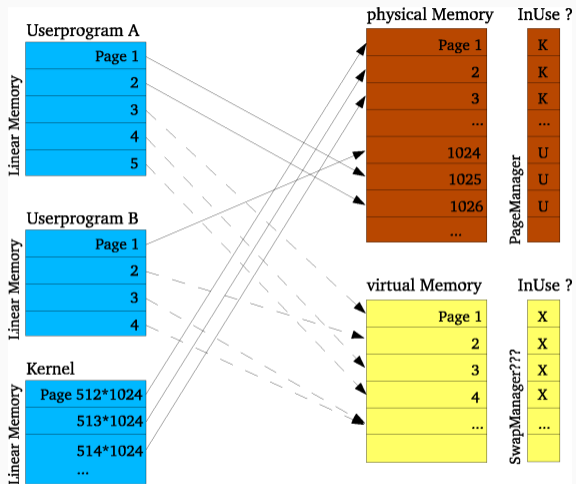 Userprogram A
Linear Memory
Page 1
2
3
4
5
Userprogram B
Linear Memory
Page 1
2
3
4
Kernel
Linear Memory
Page 512*1024
513*1024
514*1024
...
physical Memory
Page 1
2
3
...
1024
1025
1026
...
PageManager
InUse ?
K
K
K
...
U
U
U
virtual Memory
Page 1
2
3
4
...
SwapManager???
InUse ?
X
X
X
X
...